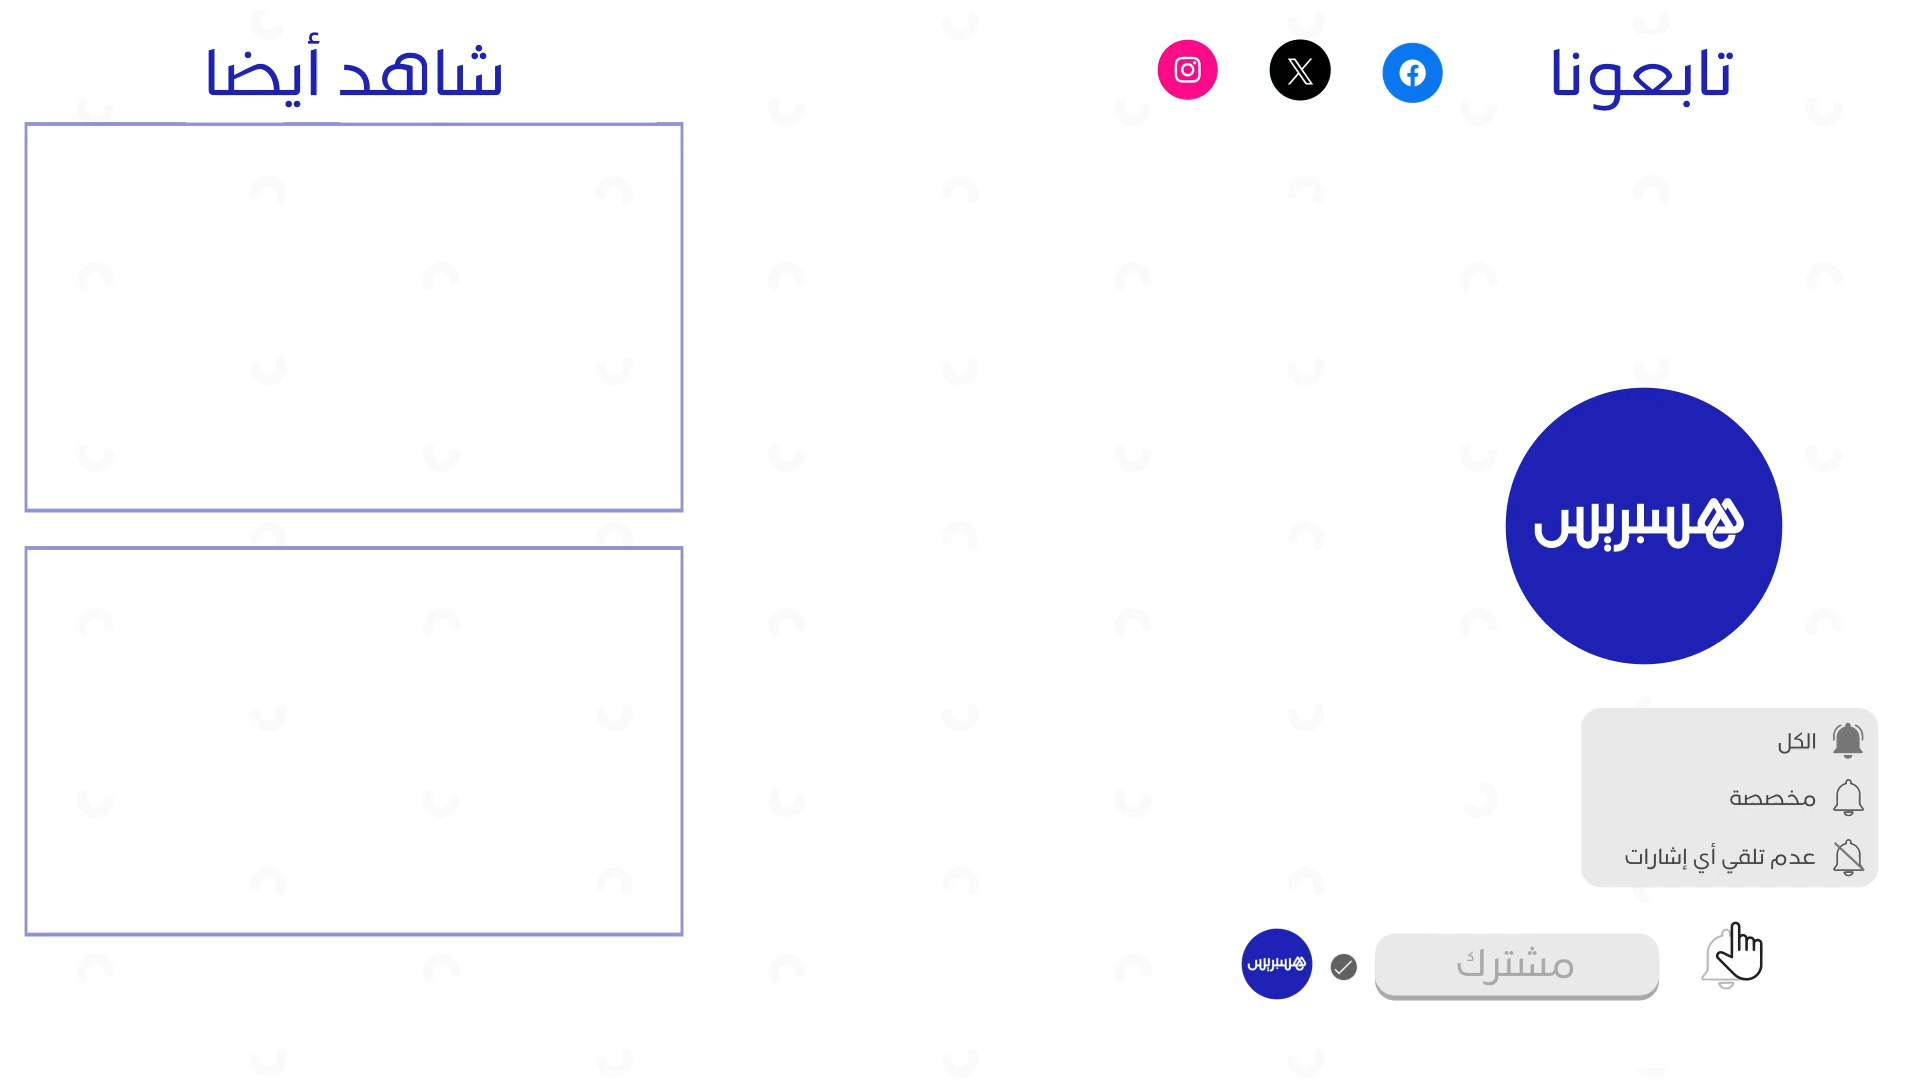 تابعونا
شاهد أيضا
هسبريس
الكل
مخصصة
عدم تلقي أي إشارات
مشترك
هسبريس